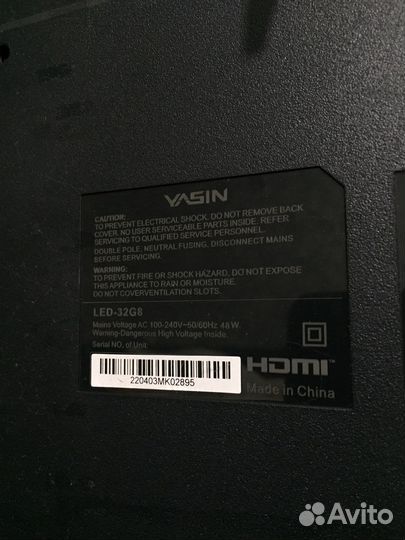 YASIN
CAUTION:
TO PREVENT ELECTRICAL SHOCK, DO NOT REMOVE BACK
COVER. NO USER SERVICEABLE PARTS INSIDE. REFER
SERVICING TO QUALIFIED SERVICE PERSONNEL.
DOUBLE POLE, NEUTRAL FUSING, DISCONNECT MAINS
BEFORE SERVICING.
WARNING:
TO PREVENT FIRE OR SHOCK HAZARD, DO NOT EXPOSE
THIS APPLIANCE TO RAIN OR MOISTURE.
DO NOT COVERVENTILATION SLOTS.
LED-32G8
Mains Voltage AC 100-240V~50/60Hz 48 W.
Warning-Dangerous High Voltage Inside.
Serial NO. of Unit:
HDMI
220403MK02895
Made in China
Avito